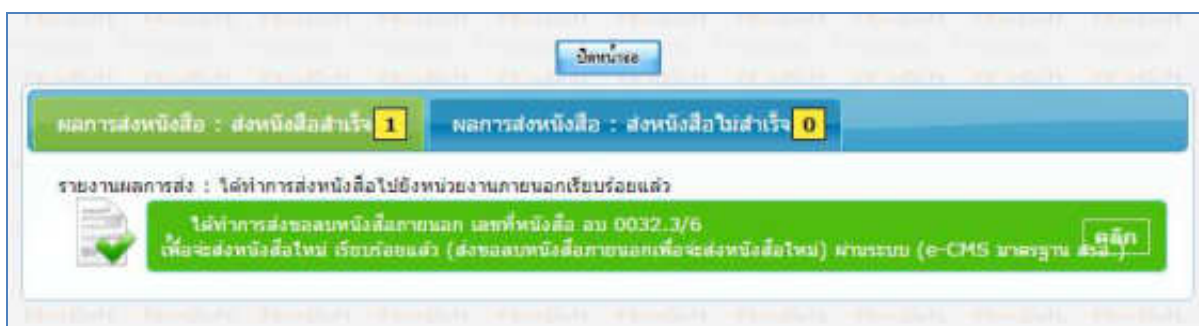 ปิดหน้าจอ
ผลการส่งหนังสือ : ส่งหนังสือสำเร็จ 1
ผลการส่งหนังสือ : ส่งหนังสือไม่สำเร็จ 0
รายงานผลการส่ง : ได้ทำการส่งหนังสือไปยังหน่วยงานภายนอกเรียบร้อยแล้ว
ได้ทำการส่งขอลบหนังสือภายนอก เลขที่หนังสือ อบ 0032.3/6
เพื่อจะส่งหนังสือใหม่ เรียบร้อยแล้ว (ส่งขอลบหนังสือภายนอกเพื่อจะส่งหนังสือใหม่) ผ่านระบบ (e-CMS มาตรฐาน
คลิก